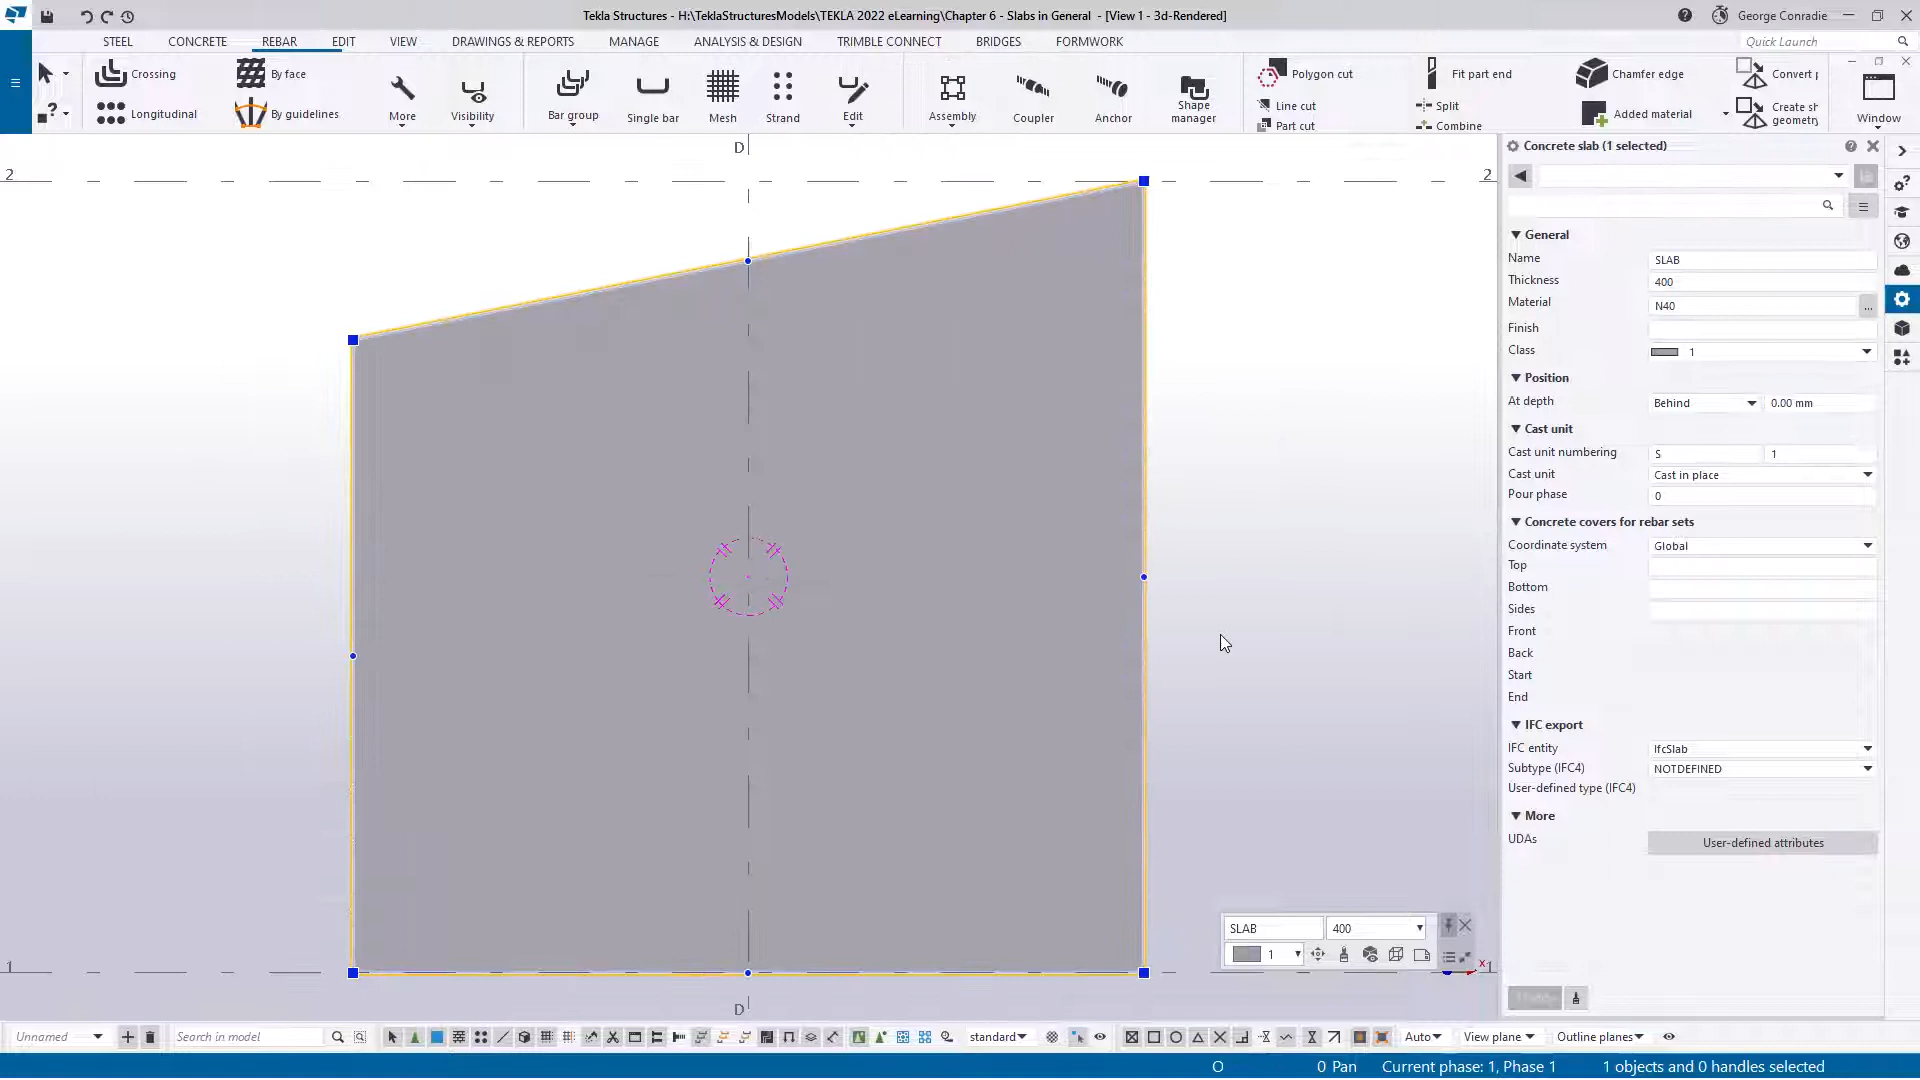 Tekla Structures - H:\TeklaStructuresModels\TEKLA 2022 eLearning\Chapter 6 - Slabs in General - [View 1 - 3d-Rendered]
George Conradie
STEEL CONCRETE REBAR EDIT VIEW DRAWINGS & REPORTS MANAGE ANALYSIS & DESIGN TRIMBLE CONNECT BRIDGES FORMWORK
Quick Launch
Crossing
Longitudinal
By face
By guidelines
More
Visibility
Bar group
Single bar
Mesh
Strand
Edit
Assembly
Coupler
Anchor
Shape
manager
Polygon cut
Line cut
Part cut
Fit part end
Split
Combine
Chamfer edge
Added material
Convert p
Create sh
geometry
Window
D
2
2
1
1
D
x
Concrete slab (1 selected)
General
Name SLAB
Thickness 400
Material N40 ...
Finish
Class 1
Position
At depth Behind 0.00 mm
Cast unit
Cast unit numbering S 1
Cast unit Cast in place
Pour phase 0
Concrete covers for rebar sets
Coordinate system Global
Top
Bottom
Sides
Front
Back
Start
End
IFC export
IFC entity IfcSlab
Subtype (IFC4) NOTDEFINED
User-defined type (IFC4)
More
UDAs User-defined attributes
SLAB 400
1
Unnamed
Search in model
standard
Auto
View plane
Outline planes
O 0 Pan Current phase: 1, Phase 1 1 objects and 0 handles selected